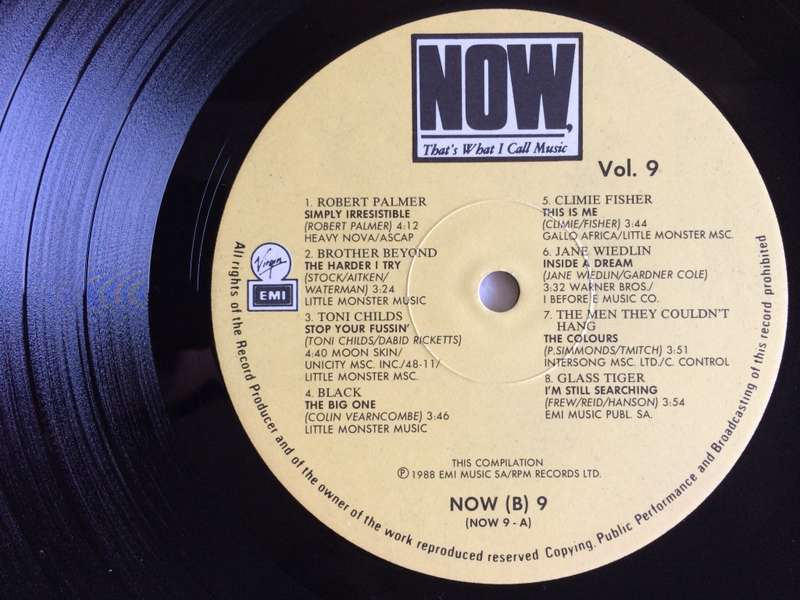 NOW,
That's What I Call Music
Vol. 9
1. ROBERT PALMER
SIMPLY IRRESISTIBLE
(ROBERT PALMER) 4:12
HEAVY NOVA/ASCAP
2. BROTHER BEYOND
THE HARDER I TRY
(STOCK/AITKEN/
WATERMAN) 3:24
LITTLE MONSTER MUSIC
3. TONI CHILDS
STOP YOUR FUSSIN'
(TONI CHILDS/DABID RICKETTS)
4:40 MOON SKIN/
UNICITY MSC. INC./48-11/
LITTLE MONSTER MSC.
4. BLACK
THE BIG ONE
(COLIN VEARNCOMBE) 3:46
LITTLE MONSTER MUSIC
5. CLIMIE FISHER
THIS IS ME
(CLIMIE/FISHER) 3:44
GALLO AFRICA/LITTLE MONSTER MSC.
6. JANE WIEDLIN
INSIDE A DREAM
(JANE WIEDLIN/GARDNER COLE)
3:32 WARNER BROS./
I BEFORE E MUSIC CO.
7. THE MEN THEY COULDN'T
HANG
THE COLOURS
(P.SIMMONDS/TMITCH) 3:51
INTERSONG MSC. LTD./C. CONTROL
8. GLASS TIGER
I'M STILL SEARCHING
(FREW/REID/HANSON) 3:54
EMI MUSIC PUBL. SA.
Virgin
EMI
THIS COMPILATION
℗ 1988 EMI MUSIC SA/RPM RECORDS LTD.
NOW (B) 9
(NOW 9 - A)
All rights of the Record Producer and of the owner of the work reproduced reserved Copying, Public Performance and Broadcasting of this record prohibited